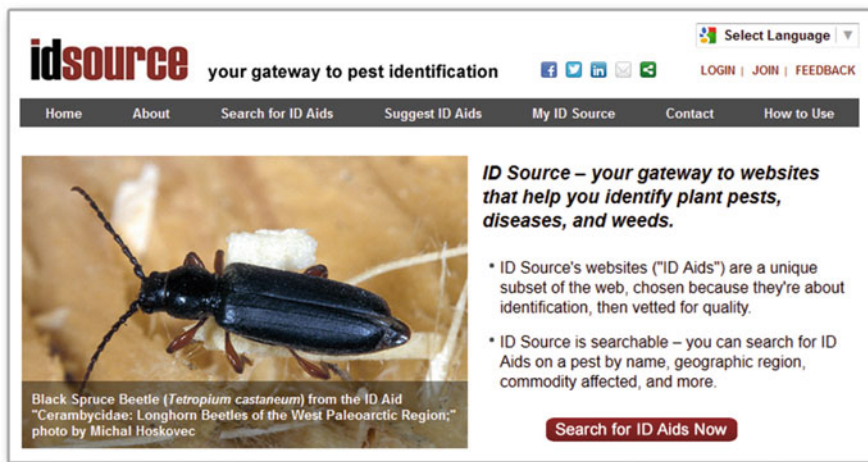 Select Language
idsource your gateway to pest identification
LOGIN | JOIN | FEEDBACK
Home About Search for ID Aids Suggest ID Aids My ID Source Contact How to Use
ID Source – your gateway to websites
that help you identify plant pests,
diseases, and weeds.
• ID Source's websites ("ID Aids") are a unique
subset of the web, chosen because they're about
identification, then vetted for quality.
• ID Source is searchable – you can search for ID
Aids on a pest by name, geographic region,
commodity affected, and more.
Search for ID Aids Now
Black Spruce Beetle (Tetropium castaneum) from the ID Aid
"Cerambycidae: Longhorn Beetles of the West Paleoarctic Region;"
photo by Michal Hoskovec